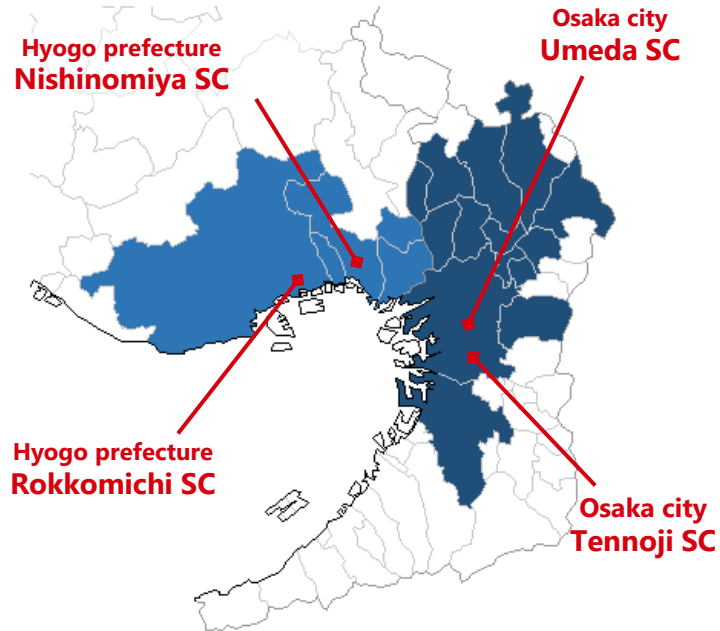 Osaka city
Umeda SC
Hyogo prefecture
Nishinomiya SC
Hyogo prefecture
Rokkomichi SC
Osaka city
Tennoji SC